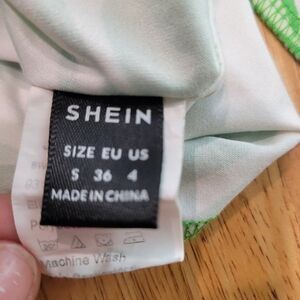 SHEIN
SIZE EU US
S 36 4
MADE IN CHINA
Machine Wash